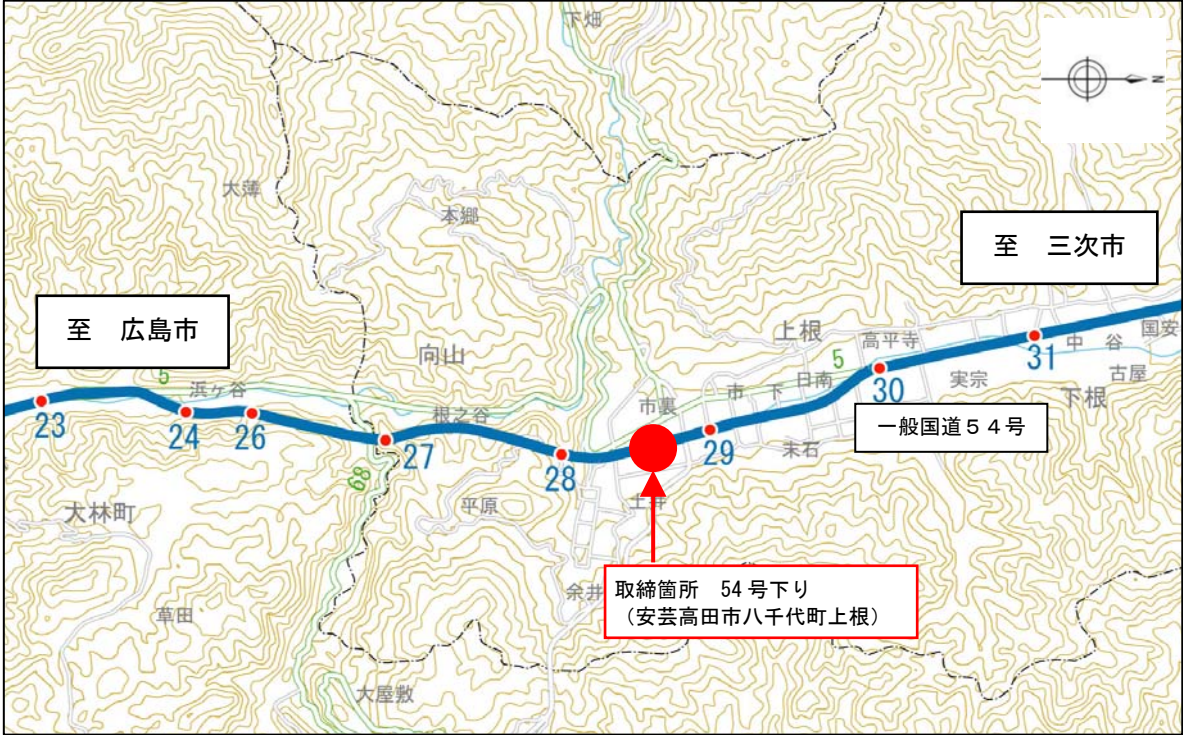 下畑
N
大薄
本郷
至 三次市
至 広島市
上根
高平寺
31
中谷
国安
向山
5
5
浜ヶ谷
日南
30
実宗
古屋
市下
下根
市裏
23
24
26
根之谷
一般国道５４号
27
28
29
末石
68
平原
土井
犬林町
余井
取締箇所 54号下り
（安芸高田市八千代町上根）
草田
大屋敷